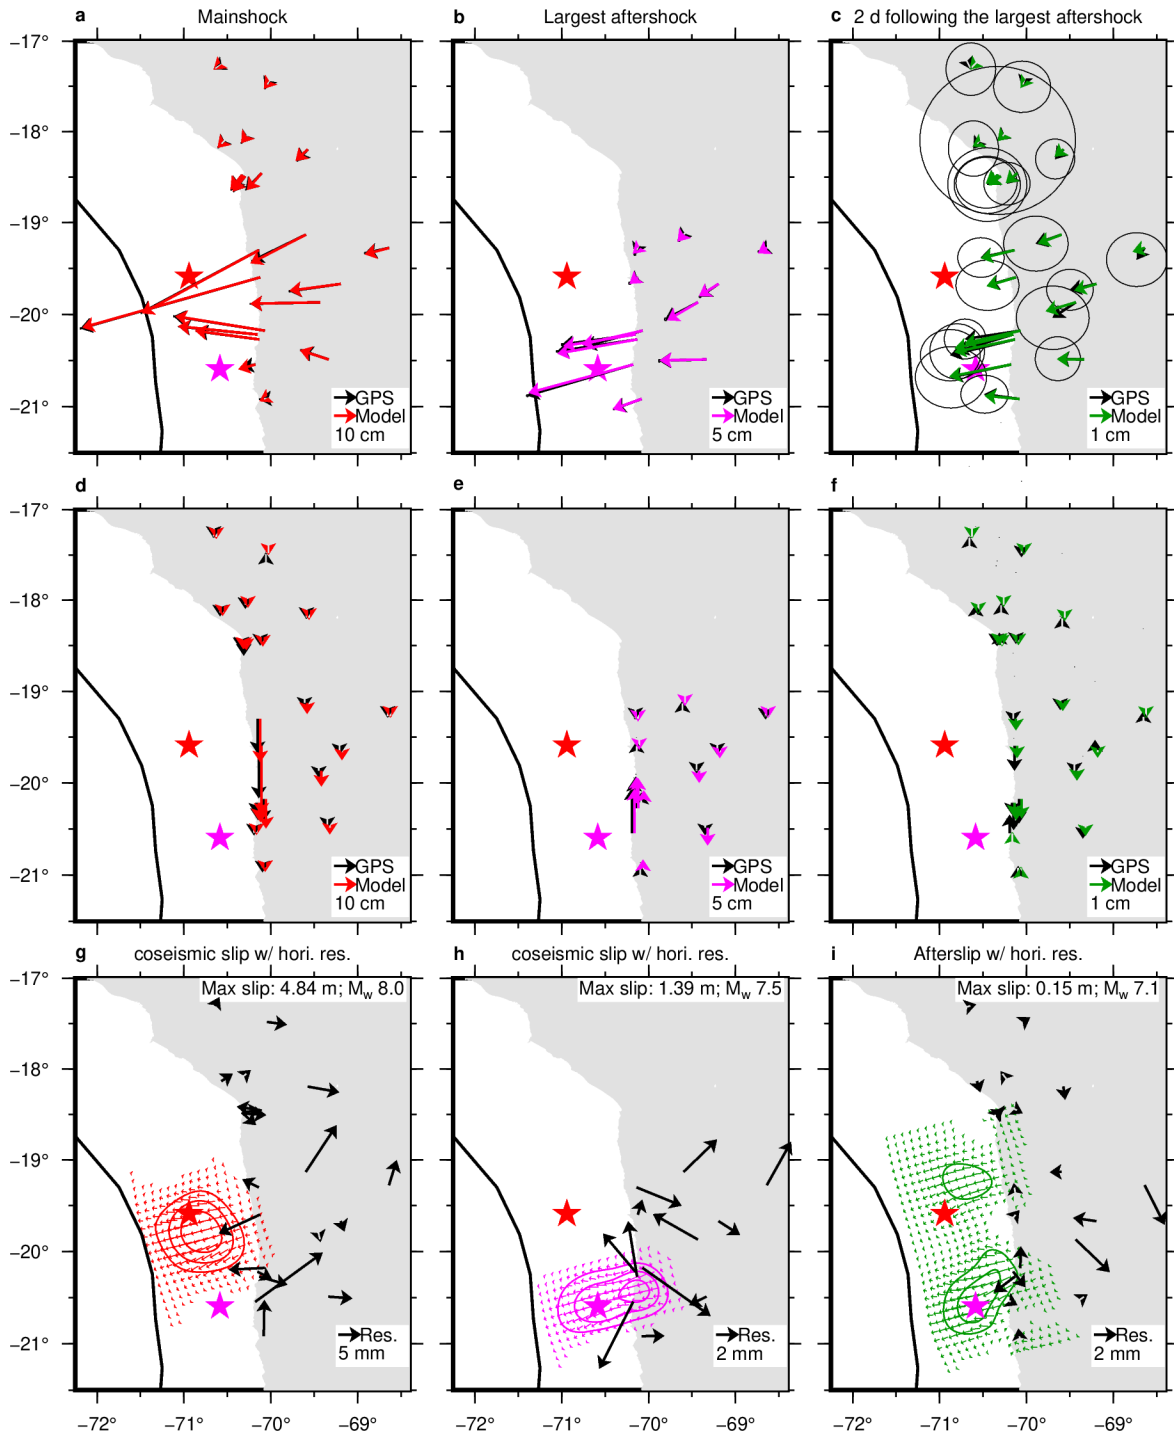 a Mainshock
b Largest aftershock
c 2 d following the largest aftershock
−17°
−18°
−19°
−20°
−21°
GPS
Model
10 cm
GPS
Model
5 cm
GPS
Model
1 cm
d
e
f
−17°
−18°
−19°
−20°
−21°
GPS
Model
10 cm
GPS
Model
5 cm
GPS
Model
1 cm
g coseismic slip w/ hori. res.
h coseismic slip w/ hori. res.
i Afterslip w/ hori. res.
Max slip: 4.84 m; Mw 8.0
Max slip: 1.39 m; Mw 7.5
Max slip: 0.15 m; Mw 7.1
−17°
−18°
−19°
−20°
−21°
Res.
5 mm
Res.
2 mm
Res.
2 mm
−72° −71° −70° −69°
−72° −71° −70° −69°
−72° −71° −70° −69°